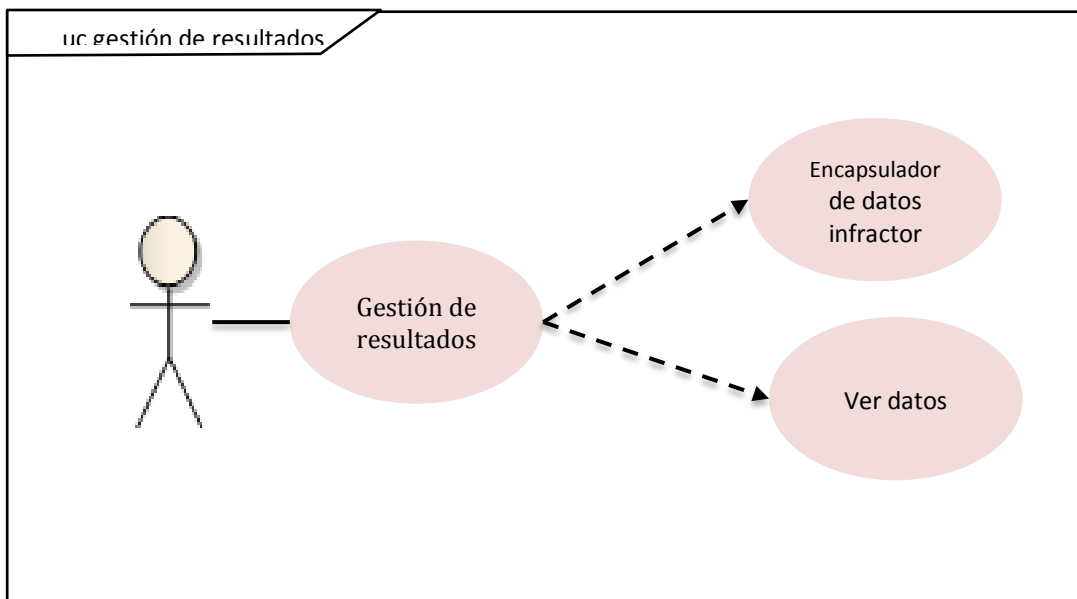 uc gestión de resultados
Encapsulador
de datos
infractor
Gestión de
resultados
Ver datos